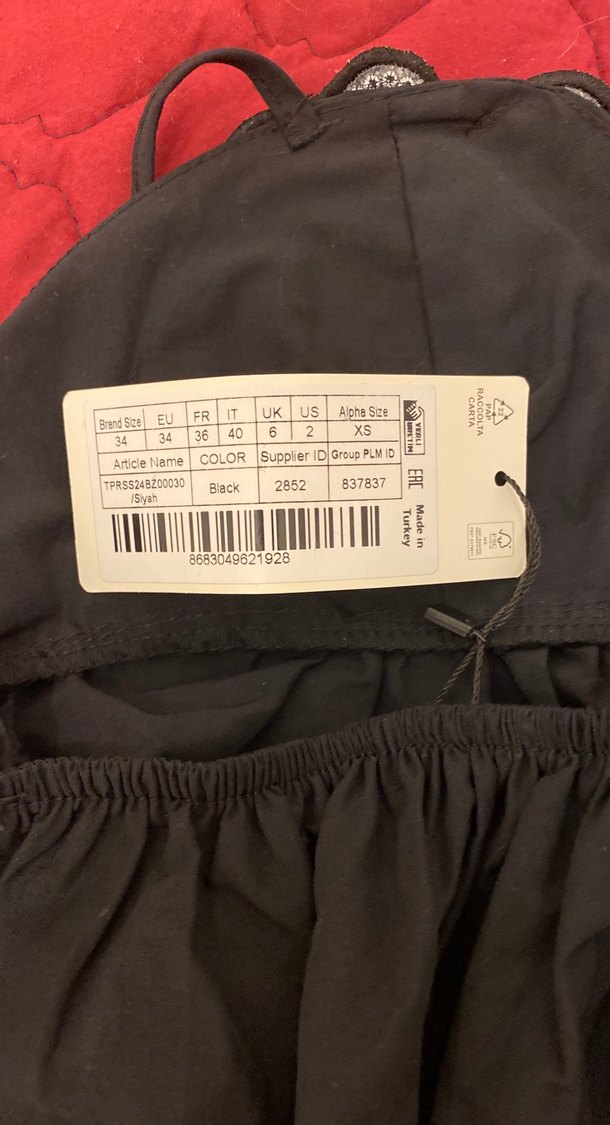 Brand Size EU FR IT UK US Alpha Size
34 34 36 40 6 2 XS
Article Name COLOR Supplier ID Group PLM ID
TPRSS24BZ00030
/Siyah Black 2852 837837
8683049621928
YERLİ
ÜRETİM
EAC
Made in
Turkey
22
PAP
RACCOLTA
CARTA
FSC